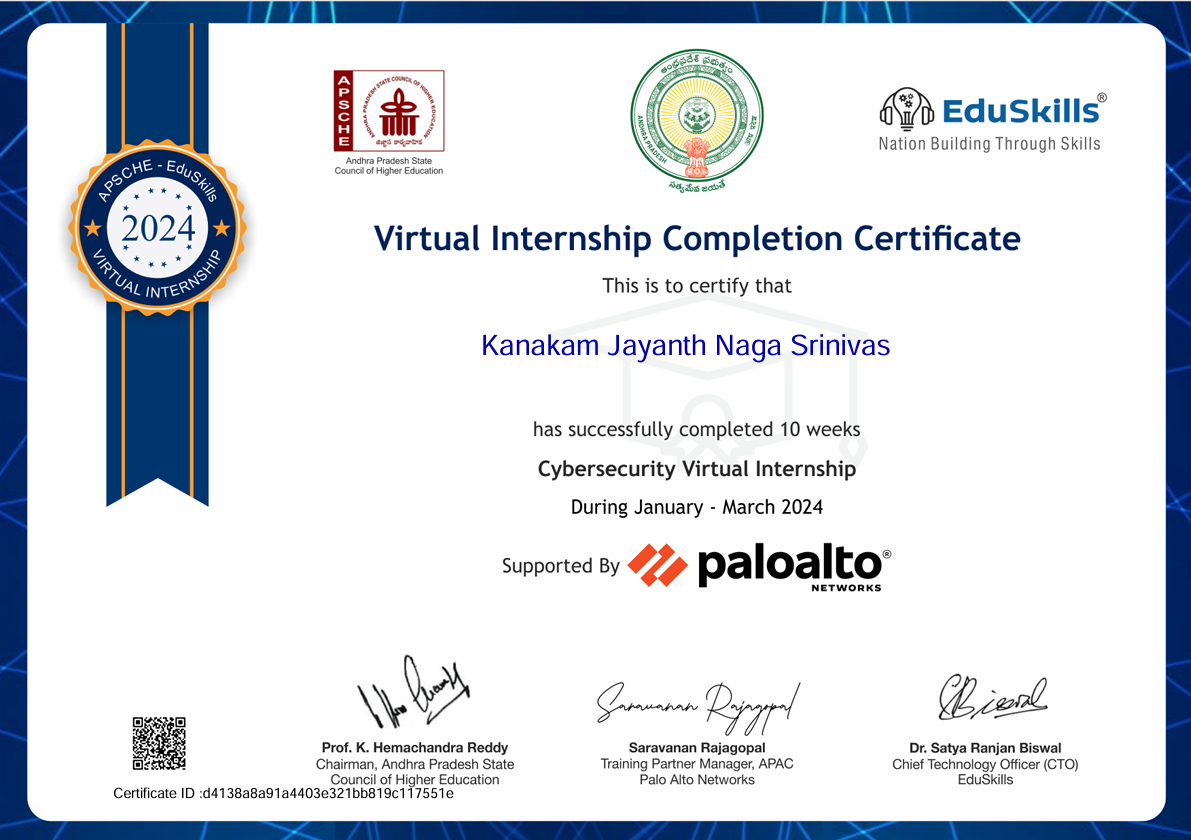 APSCHE
ANDHRA PRADESH STATE COUNCIL OF HIGHER EDUCATION
Andhra Pradesh State
Council of Higher Education
ఆంధ్రప్రదేశ్ ప్రభుత్వం
ANDHRA PRADESH
సత్యమేవ జయతే
EduSkills®
Nation Building Through Skills
APSCHE - EduSkills
2024
VIRTUAL INTERNSHIP
Virtual Internship Completion Certificate
This is to certify that
Kanakam Jayanth Naga Srinivas
has successfully completed 10 weeks
Cybersecurity Virtual Internship
During January - March 2024
Supported By paloalto®
NETWORKS
Saravanan Rajagopal
Prof. K. Hemachandra Reddy
Chairman, Andhra Pradesh State
Council of Higher Education
Saravanan Rajagopal
Training Partner Manager, APAC
Palo Alto Networks
Dr. Satya Ranjan Biswal
Chief Technology Officer (CTO)
EduSkills
Certificate ID :d4138a8a91a4403e321bb819c117551e